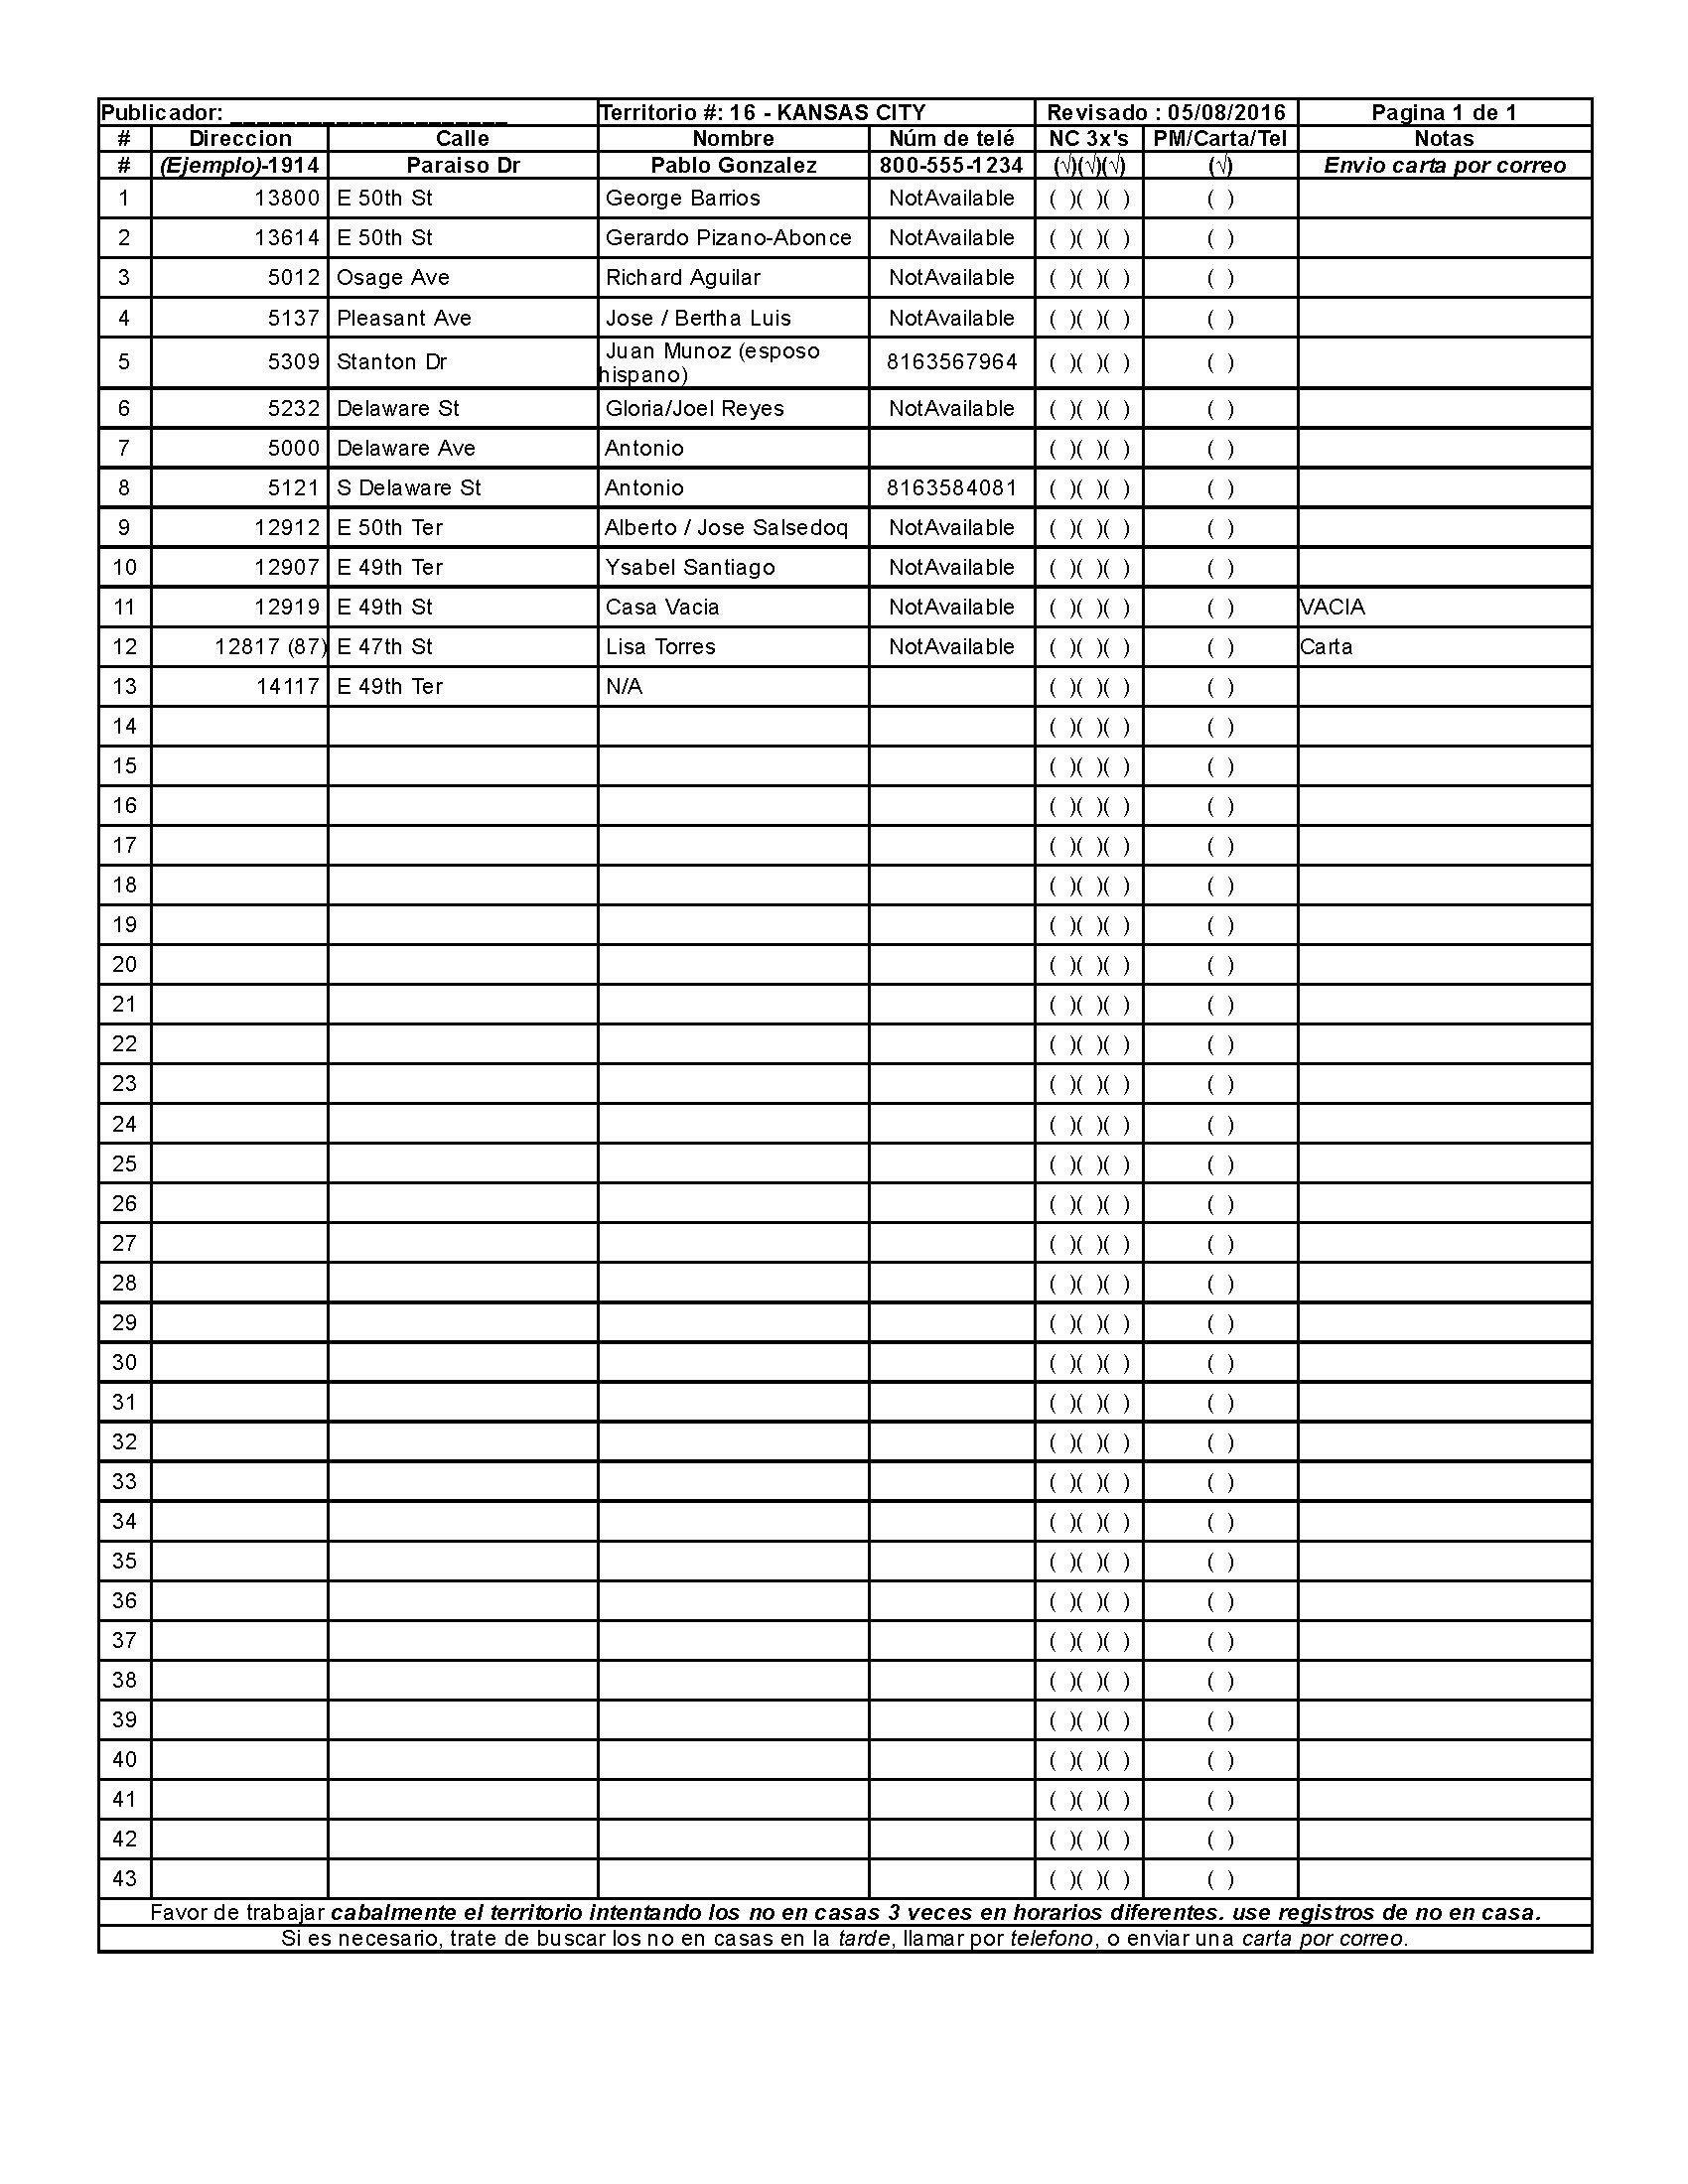 Publicador: _____________________ Territorio #: 16 - KANSAS CITY Revisado : 05/08/2016 Pagina 1 de 1
# Direccion Calle Nombre Núm de telé NC 3x's PM/Carta/Tel Notas
# (Ejemplo)-1914 Paraiso Dr Pablo Gonzalez 800-555-1234 (√)(√)(√) (√) Envio carta por correo
1 13800 E 50th St George Barrios NotAvailable ( )( )( ) ( )
2 13614 E 50th St Gerardo Pizano-Abonce NotAvailable ( )( )( ) ( )
3 5012 Osage Ave Richard Aguilar NotAvailable ( )( )( ) ( )
4 5137 Pleasant Ave Jose / Bertha Luis NotAvailable ( )( )( ) ( )
5 5309 Stanton Dr Juan Munoz (esposo
hispano) 8163567964 ( )( )( ) ( )
6 5232 Delaware St Gloria/Joel Reyes NotAvailable ( )( )( ) ( )
7 5000 Delaware Ave Antonio ( )( )( ) ( )
8 5121 S Delaware St Antonio 8163584081 ( )( )( ) ( )
9 12912 E 50th Ter Alberto / Jose Salsedoq NotAvailable ( )( )( ) ( )
10 12907 E 49th Ter Ysabel Santiago NotAvailable ( )( )( ) ( )
11 12919 E 49th St Casa Vacia NotAvailable ( )( )( ) ( ) VACIA
12 12817 (87) E 47th St Lisa Torres NotAvailable ( )( )( ) ( ) Carta
13 14117 E 49th Ter N/A ( )( )( ) ( )
14 ( )( )( ) ( )
15 ( )( )( ) ( )
16 ( )( )( ) ( )
17 ( )( )( ) ( )
18 ( )( )( ) ( )
19 ( )( )( ) ( )
20 ( )( )( ) ( )
21 ( )( )( ) ( )
22 ( )( )( ) ( )
23 ( )( )( ) ( )
24 ( )( )( ) ( )
25 ( )( )( ) ( )
26 ( )( )( ) ( )
27 ( )( )( ) ( )
28 ( )( )( ) ( )
29 ( )( )( ) ( )
30 ( )( )( ) ( )
31 ( )( )( ) ( )
32 ( )( )( ) ( )
33 ( )( )( ) ( )
34 ( )( )( ) ( )
35 ( )( )( ) ( )
36 ( )( )( ) ( )
37 ( )( )( ) ( )
38 ( )( )( ) ( )
39 ( )( )( ) ( )
40 ( )( )( ) ( )
41 ( )( )( ) ( )
42 ( )( )( ) ( )
43 ( )( )( ) ( )
Favor de trabajar cabalmente el territorio intentando los no en casas 3 veces en horarios diferentes. use registros de no en casa.
Si es necesario, trate de buscar los no en casas en la tarde, llamar por telefono, o enviar una carta por correo.